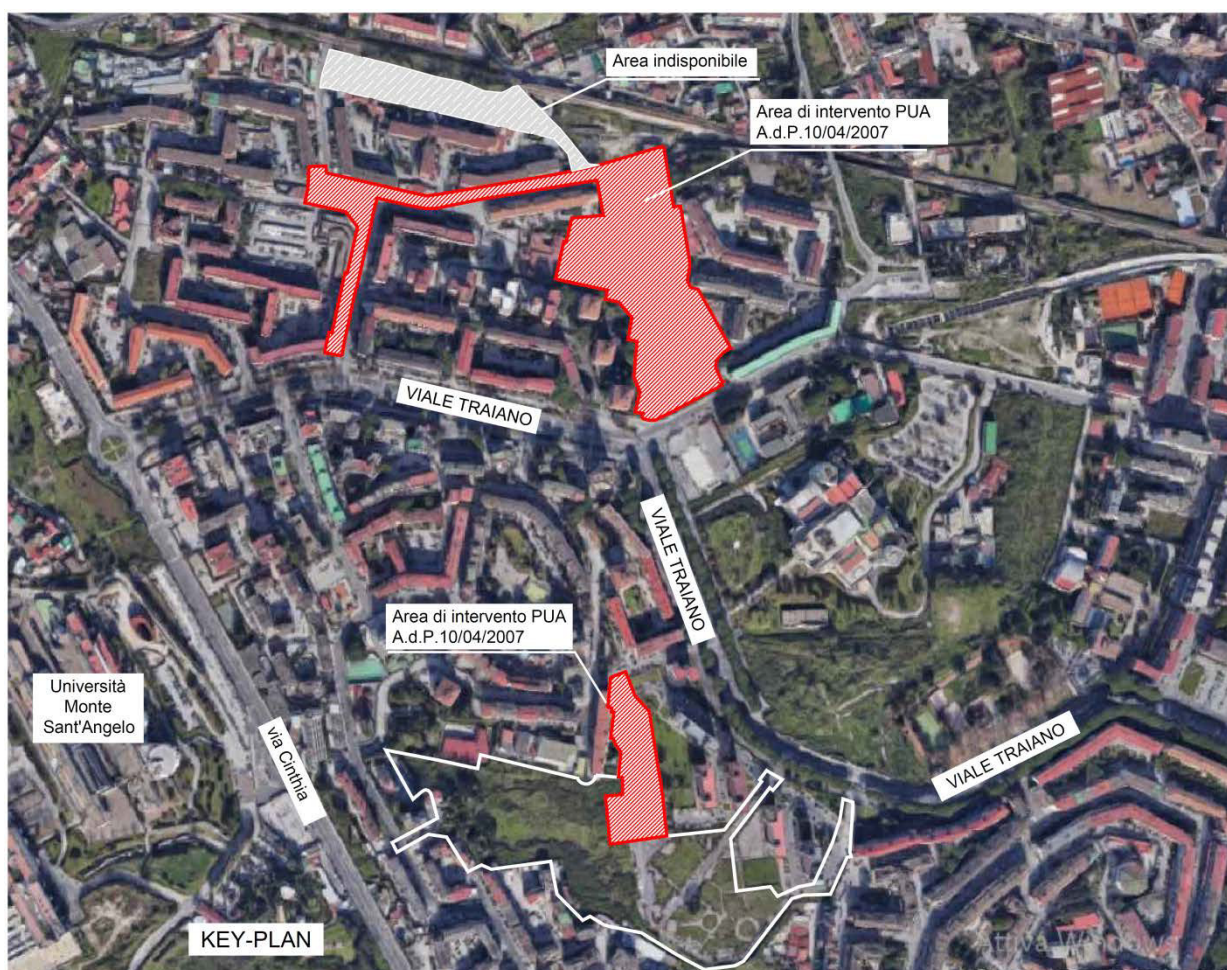 Area indisponibile
Area di intervento PUA
A.d.P.10/04/2007
VIALE TRAIANO
VIALE TRAIANO
Area di intervento PUA
A.d.P.10/04/2007
Università
Monte
Sant'Angelo
via Cinthia
VIALE TRAIANO
KEY-PLAN
Attiva Windows